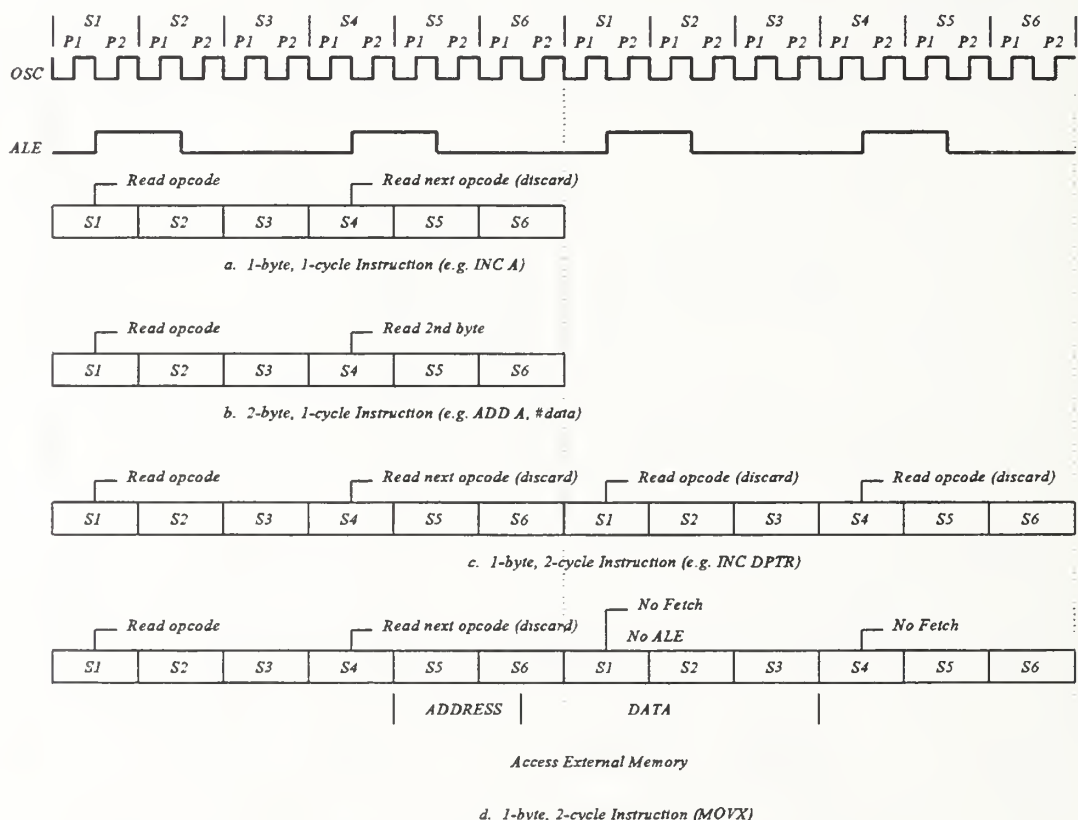 S1 S2 S3 S4 S5 S6 S1 S2 S3 S4 S5 S6
P1 P2 P1 P2 P1 P2 P1 P2 P1 P2 P1 P2 P1 P2 P1 P2 P1 P2 P1 P2 P1 P2 P1 P2
OSC
ALE
Read opcode Read next opcode (discard)
S1 S2 S3 S4 S5 S6
a. 1-byte, 1-cycle Instruction (e.g. INC A)
Read opcode Read 2nd byte
S1 S2 S3 S4 S5 S6
b. 2-byte, 1-cycle Instruction (e.g. ADD A, #data)
Read opcode Read next opcode (discard) Read opcode (discard) Read opcode (discard)
S1 S2 S3 S4 S5 S6 S1 S2 S3 S4 S5 S6
c. 1-byte, 2-cycle Instruction (e.g. INC DPTR)
No Fetch
Read opcode Read next opcode (discard) No ALE No Fetch
S1 S2 S3 S4 S5 S6 S1 S2 S3 S4 S5 S6
ADDRESS DATA
Access External Memory
d. 1-byte, 2-cycle Instruction (MOVX)